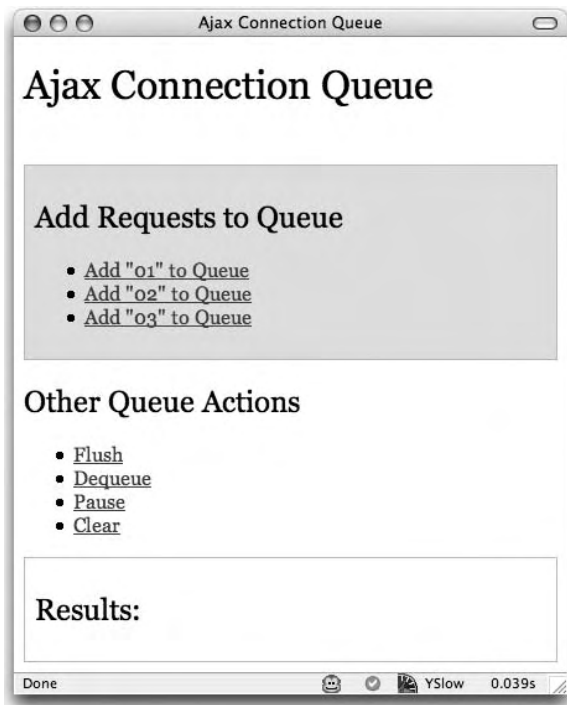 Ajax Connection Queue
Ajax Connection Queue
Add Requests to Queue
Add "01" to Queue
Add "02" to Queue
Add "03" to Queue
Other Queue Actions
Flush
Dequeue
Pause
Clear
Results:
Done YSlow 0.039s